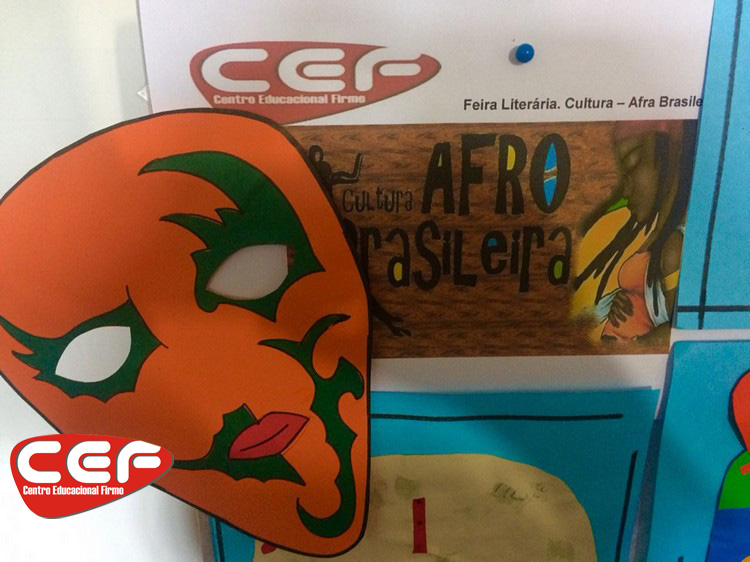 CEF
Centro Educacional Firmo
Feira Literária. Cultura – Afra Brasile
Cultura AFRO
Brasileira
CEF
Centro Educacional Firmo